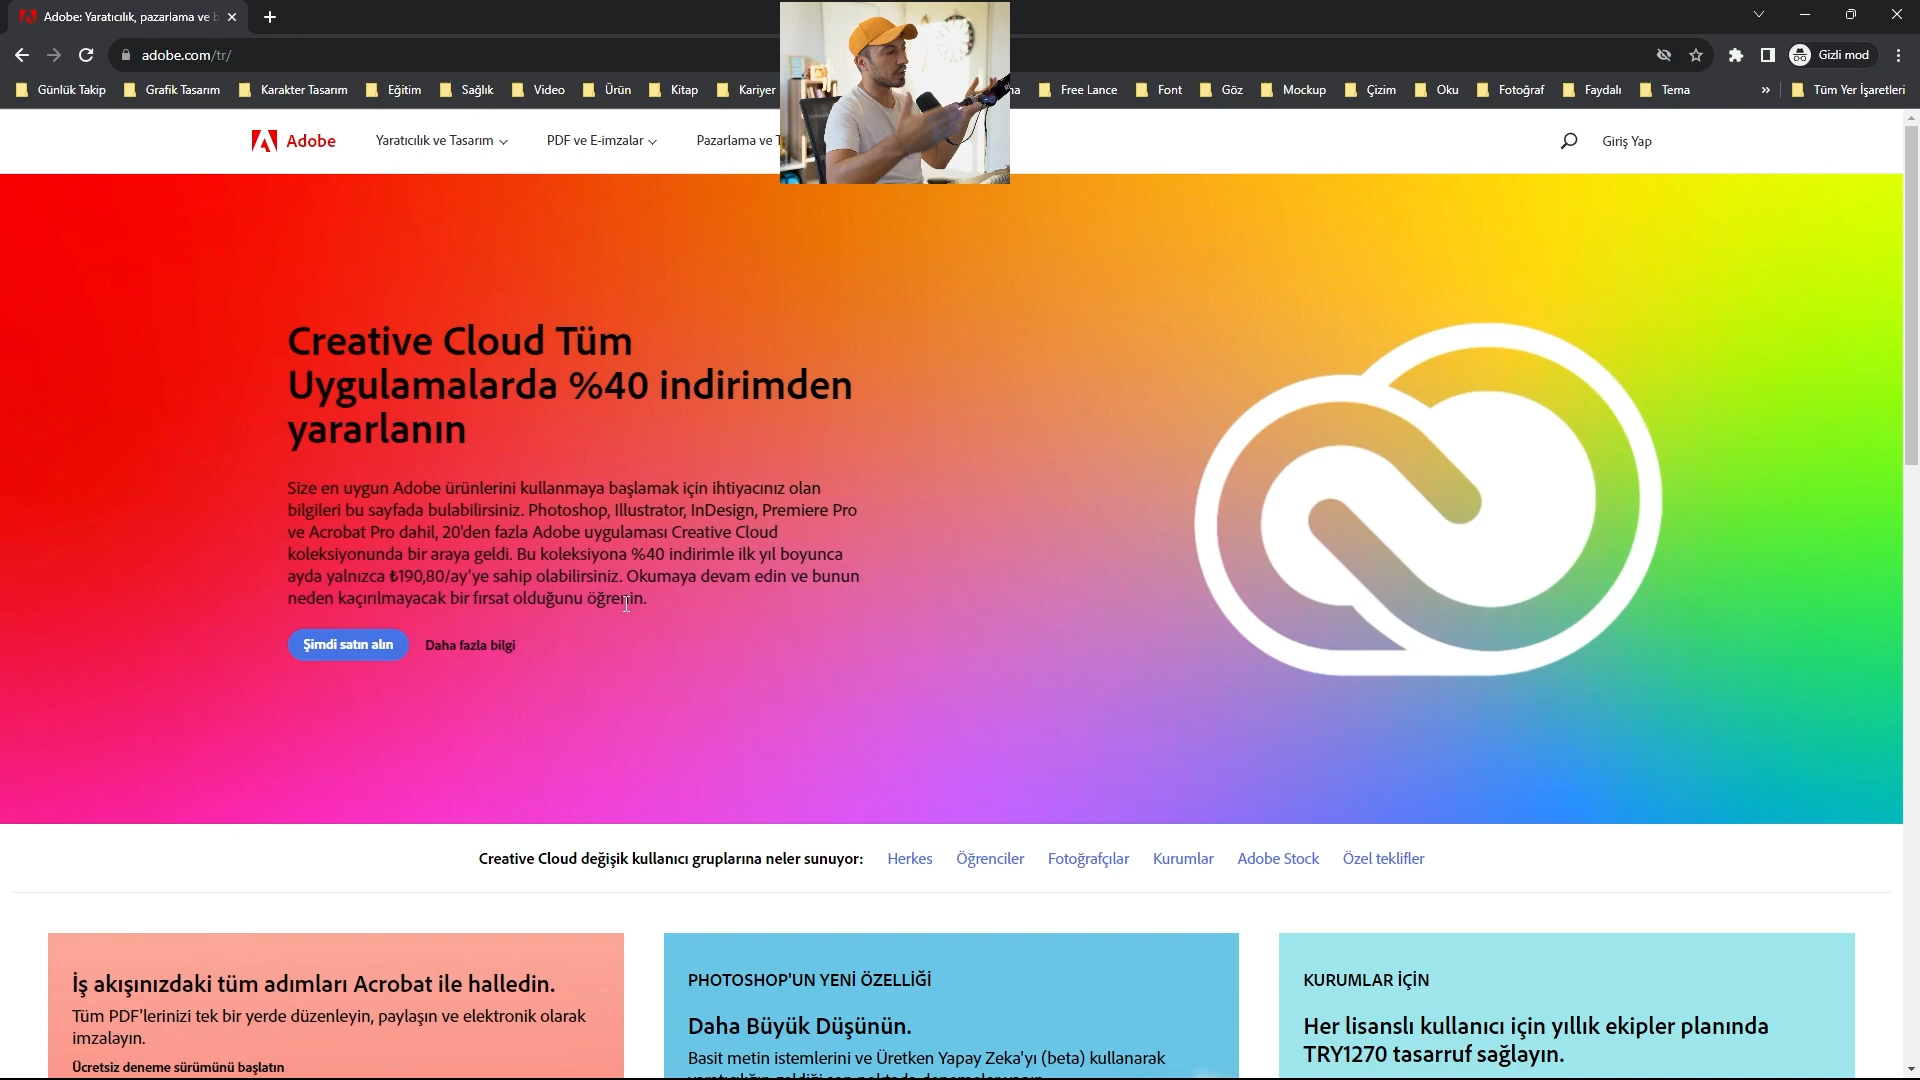 Adobe: Yaratıcılık, pazarlama ve
adobe.com/tr/
Gizli mod
Günlük Takip
Grafik Tasarım
Karakter Tasarım
Eğitim
Sağlık
Video
Ürün
Kitap
Kariyer
Free Lance
Font
Göz
Mockup
Çizim
Oku
Fotoğraf
Faydalı
Tema
»
Tüm Yer İşaretleri
Adobe
Yaratıcılık ve Tasarım
PDF ve E-imzalar
Pazarlama ve
Giriş Yap
Creative Cloud Tüm
Uygulamalarda %40 indirimden
yararlanın
Size en uygun Adobe ürünlerini kullanmaya başlamak için ihtiyacınız olan
bilgileri bu sayfada bulabilirsiniz. Photoshop, Illustrator, InDesign, Premiere Pro
ve Acrobat Pro dahil, 20'den fazla Adobe uygulaması Creative Cloud
koleksiyonunda bir araya geldi. Bu koleksiyona %40 indirimle ilk yıl boyunca
ayda yalnızca ₺190,80/ay'ye sahip olabilirsiniz. Okumaya devam edin ve bunun
neden kaçırılmayacak bir fırsat olduğunu öğrenin.
Şimdi satın alın
Daha fazla bilgi
Creative Cloud değişik kullanıcı gruplarına neler sunuyor:
Herkes
Öğrenciler
Fotoğrafçılar
Kurumlar
Adobe Stock
Özel teklifler
İş akışınızdaki tüm adımları Acrobat ile halledin.
Tüm PDF'lerinizi tek bir yerde düzenleyin, paylaşın ve elektronik olarak
imzalayın.
Ücretsiz deneme sürümünü başlatın
PHOTOSHOP'UN YENİ ÖZELLİĞİ
Daha Büyük Düşünün.
Basit metin istemlerini ve Üretken Yapay Zeka'yı (beta) kullanarak
KURUMLAR İÇİN
Her lisanslı kullanıcı için yıllık ekipler planında
TRY1270 tasarruf sağlayın.